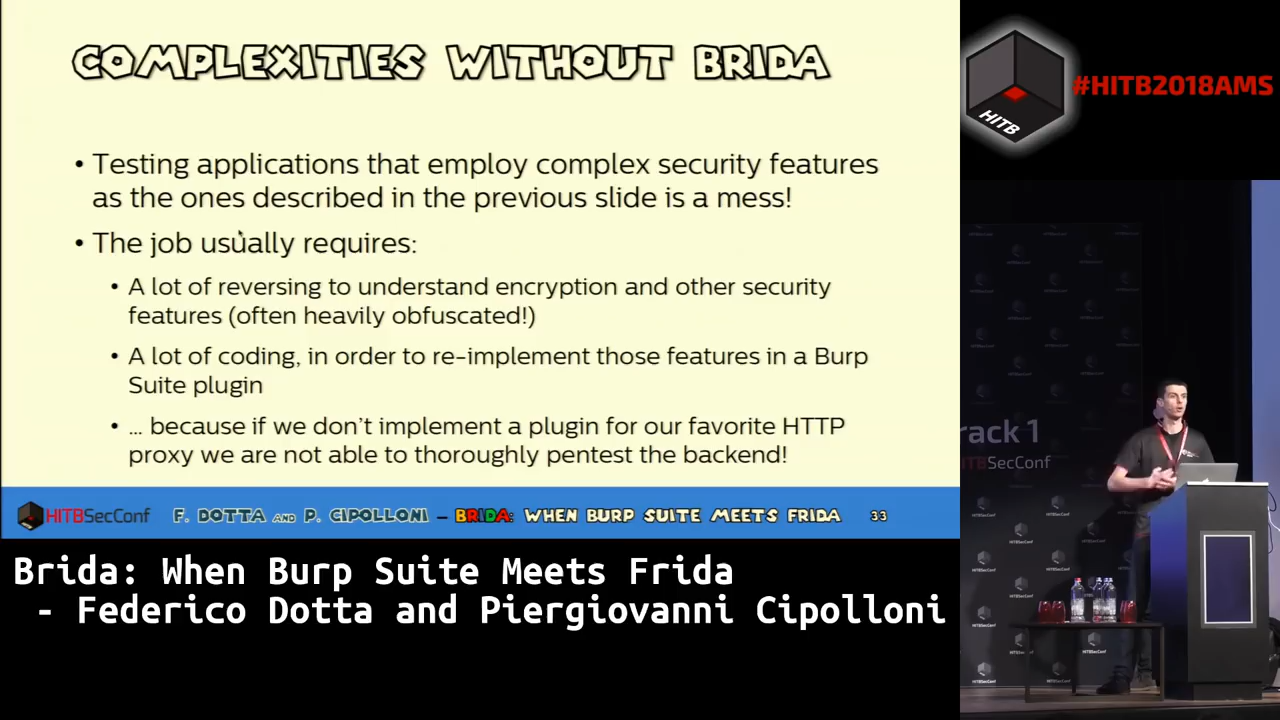 COMPLEXITIES WITHOUT BRIDA
• Testing applications that employ complex security features
as the ones described in the previous slide is a mess!
• The job usually requires:
• A lot of reversing to understand encryption and other security
features (often heavily obfuscated!)
• A lot of coding, in order to re-implement those features in a Burp
Suite plugin
• … because if we don't implement a plugin for our favorite HTTP
proxy we are not able to thoroughly pentest the backend!
HITBSecConf F. DOTTA AND P. CIPOLLONI – BRIDA: WHEN BURP SUITE MEETS FRIDA 33
Brida: When Burp Suite Meets Frida
- Federico Dotta and Piergiovanni Cipolloni
HITB
#HITB2018AMS
rack 1
HITBSecConf